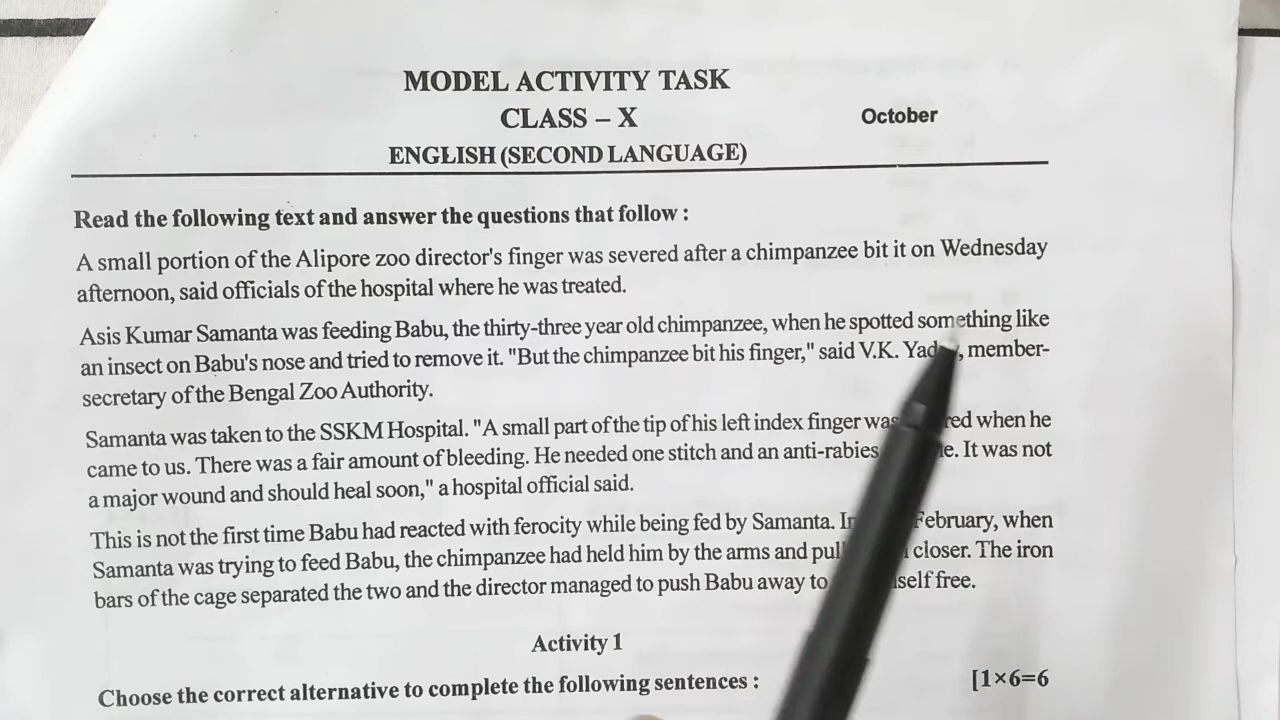 MODEL ACTIVITY TASK
CLASS – X
October
ENGLISH (SECOND LANGUAGE)
Read the following text and answer the questions that follow :
A small portion of the Alipore zoo director's finger was severed after a chimpanzee bit it on Wednesday
afternoon, said officials of the hospital where he was treated.
Asis Kumar Samanta was feeding Babu, the thirty-three year old chimpanzee, when he spotted something like
an insect on Babu's nose and tried to remove it. "But the chimpanzee bit his finger," said V.K. , member-
secretary of the Bengal Zoo Authority.
Samanta was taken to the SSKM Hospital. "A small part of the tip of his left index finger was when he
came to us. There was a fair amount of bleeding. He needed one stitch and an anti-rabies It was not
a major wound and should heal soon," a hospital official said.
This is not the first time Babu had reacted with ferocity while being fed by Samanta. February, when
Samanta was trying to feed Babu, the chimpanzee had held him by the arms and closer. The iron
bars of the cage separated the two and the director managed to push Babu away to free.
Activity 1
Choose the correct alternative to complete the following sentences :
[1×6=6